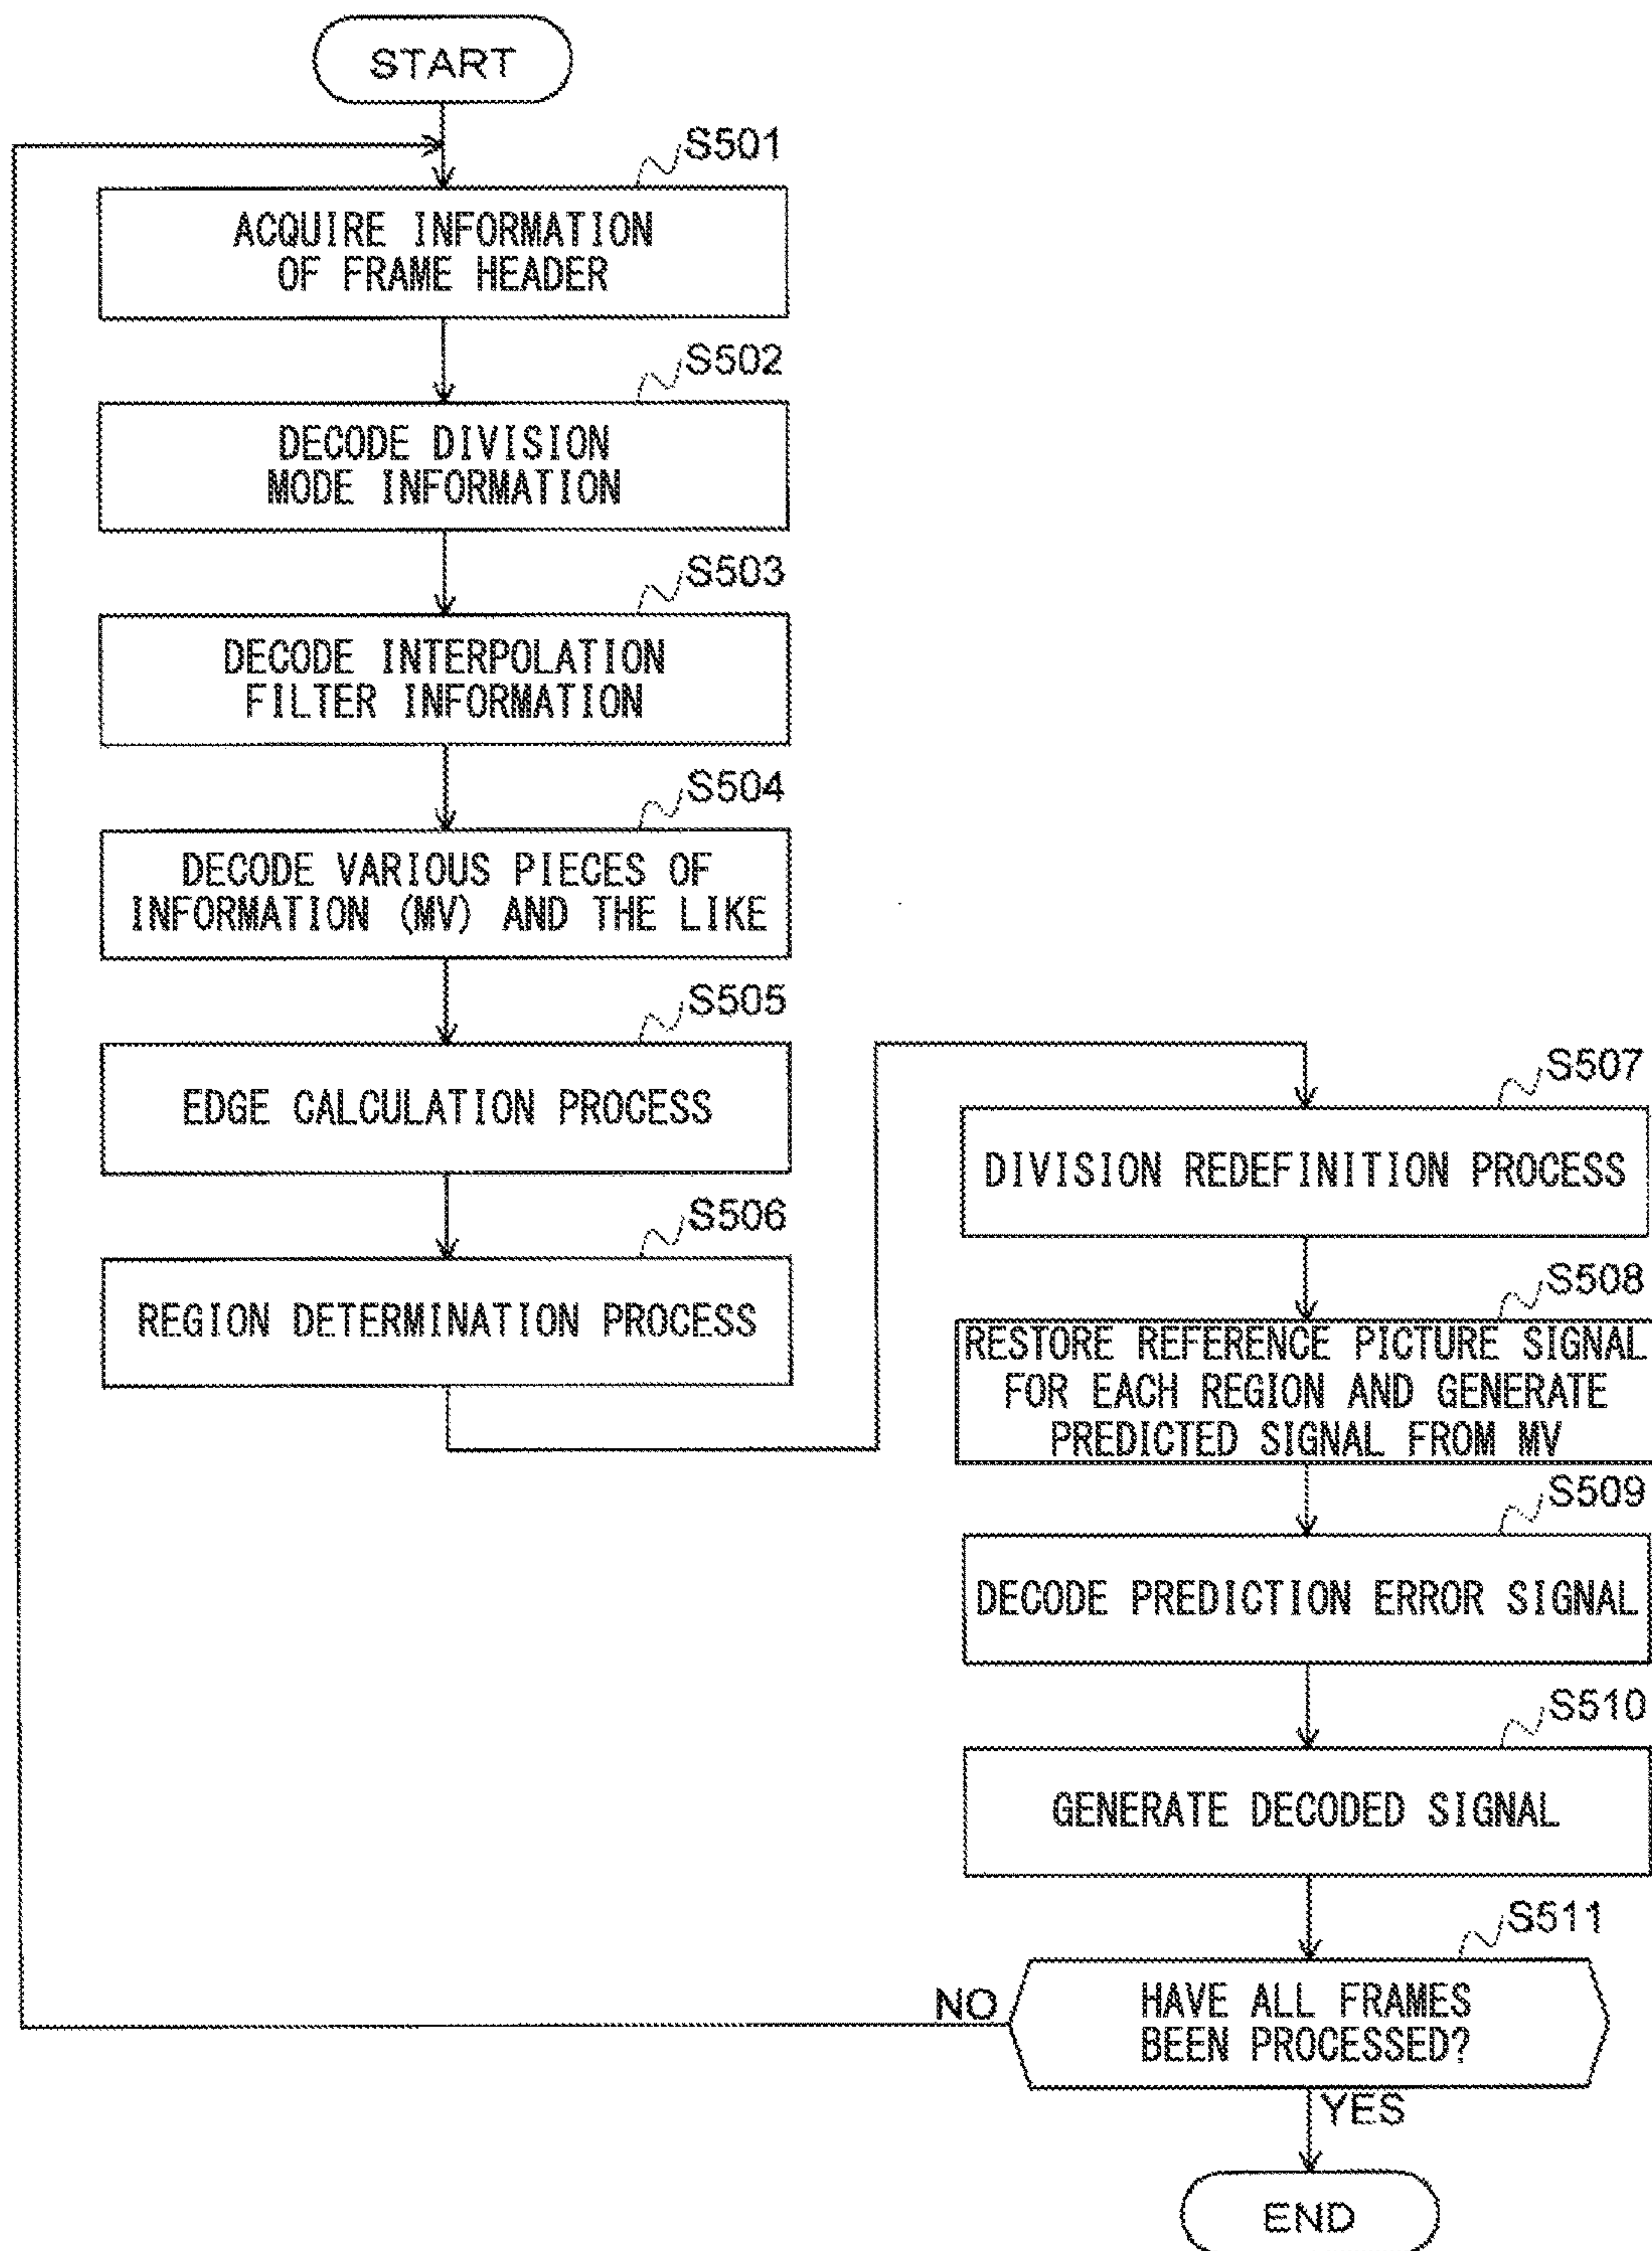 START
S501
ACQUIRE INFORMATION
OF FRAME HEADER
S502
DECODE DIVISION
MODE INFORMATION
S503
DECODE INTERPOLATION
FILTER INFORMATION
S504
DECODE VARIOUS PIECES OF
INFORMATION (MV) AND THE LIKE
S505
EDGE CALCULATION PROCESS
S506
REGION DETERMINATION PROCESS
S507
DIVISION REDEFINITION PROCESS
S508
RESTORE REFERENCE PICTURE SIGNAL
FOR EACH REGION AND GENERATE
PREDICTED SIGNAL FROM MV
S509
DECODE PREDICTION ERROR SIGNAL
S510
GENERATE DECODED SIGNAL
S511
HAVE ALL FRAMES
BEEN PROCESSED?
NO
YES
END